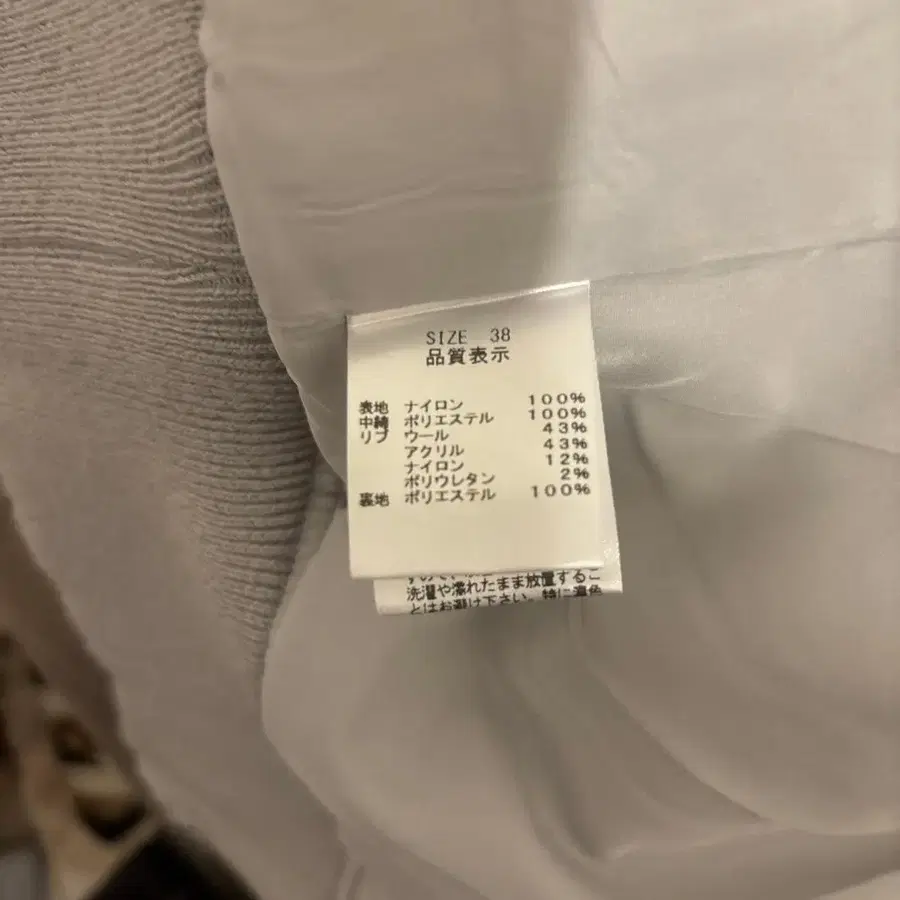 SIZE 38
品質表示
表地 ナイロン 100%
中綿 ポリエステル 100%
リブ ウール 43%
アクリル 43%
ナイロン 12%
ポリウレタン 2%
裏地 ポリエステル 100%
洗濯や濡れたまま放置するこ
とはお避け下さい。特に濃色